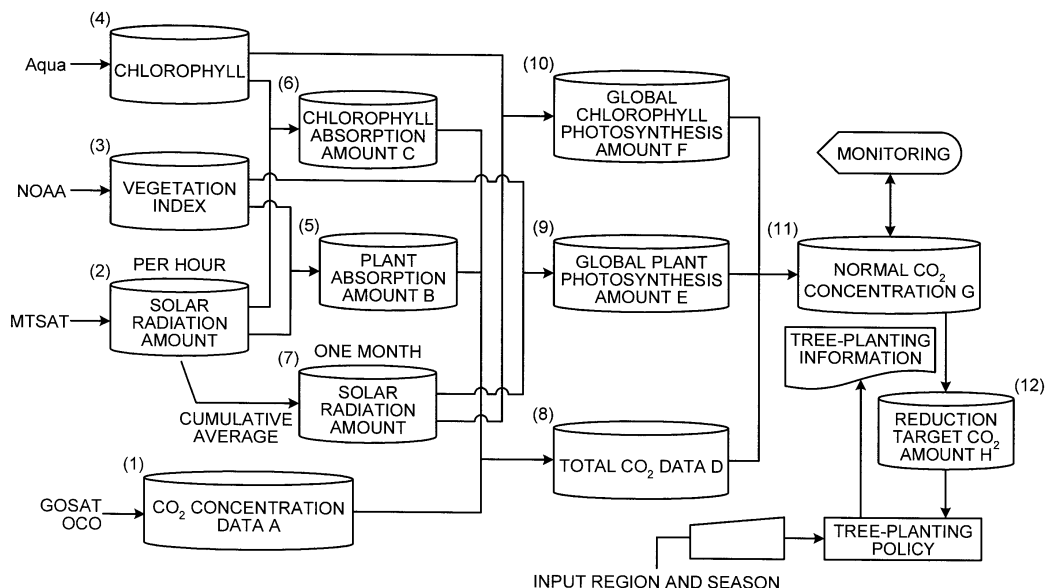 (4)
Aqua
CHLOROPHYLL
(6)
CHLOROPHYLL
ABSORPTION
AMOUNT C
(10)
GLOBAL
CHLOROPHYLL
PHOTOSYNTHESIS
AMOUNT F
MONITORING
(3)
NOAA
VEGETATION
INDEX
(5)
PLANT
ABSORPTION
AMOUNT B
(9)
GLOBAL PLANT
PHOTOSYNTHESIS
AMOUNT E
(11)
NORMAL CO2
CONCENTRATION G
PER HOUR
(2)
MTSAT
SOLAR
RADIATION
AMOUNT
CUMULATIVE
AVERAGE
ONE MONTH
(7)
SOLAR
RADIATION
AMOUNT
TREE-PLANTING
INFORMATION
(12)
REDUCTION
TARGET CO2
AMOUNT H
(8)
TOTAL CO2 DATA D
(1)
GOSAT
OCO
CO2 CONCENTRATION
DATA A
TREE-PLANTING
POLICY
INPUT REGION AND SEASON